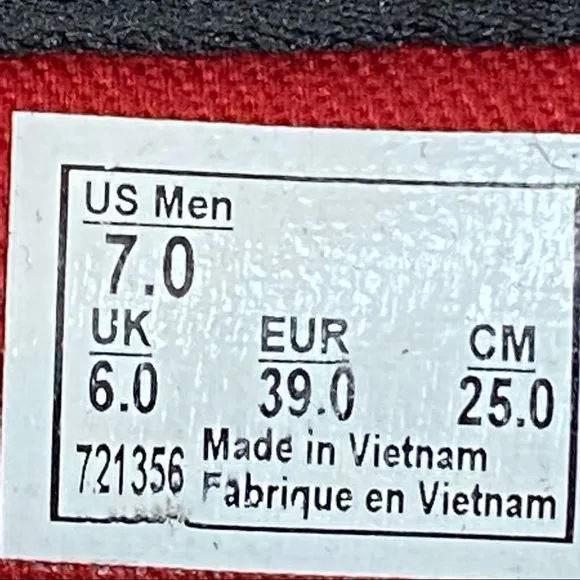 US Men
7.0
UK EUR CM
6.0 39.0 25.0
721356 Made in Vietnam
Fabrique en Vietnam